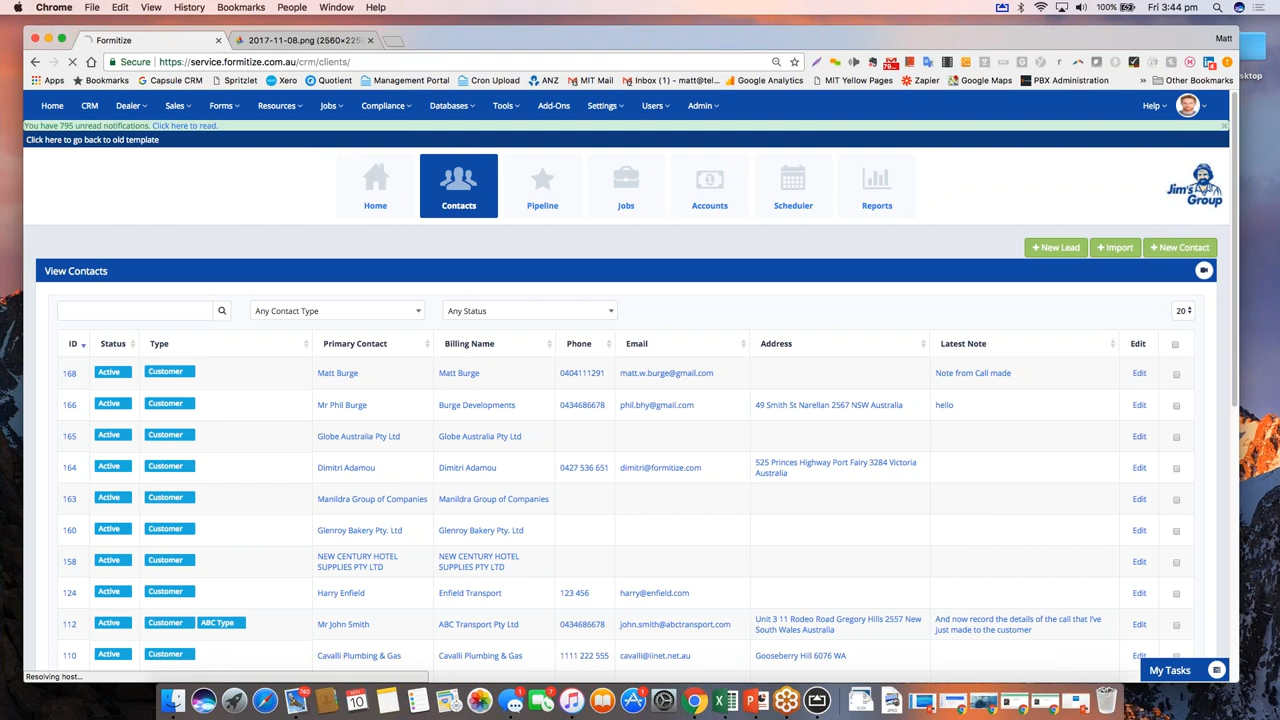 Chrome File Edit View History Bookmarks People Window Help 100% Fri 3:44 pm
Formitize 2017-11-08.png (2560×225 Matt
Secure https://service.formitize.com.au/crm/clients/
Apps Bookmarks Capsule CRM Spritzlet Xero Quotient Management Portal Cron Upload ANZ MIT Mail Inbox (1) - matt@tel... Google Analytics MIT Yellow Pages Zapier Google Maps PBX Administration » Other Bookmarks
Home CRM Dealer Sales Forms Resources Jobs Compliance Databases Tools Add-Ons Settings Users Admin Help
You have 795 unread notifications. Click here to read.
Click here to go back to old template
Home Contacts Pipeline Jobs Accounts Scheduler Reports
Jim's Group
+ New Lead + Import + New Contact
View Contacts
Any Contact Type Any Status 20
ID Status Type Primary Contact Billing Name Phone Email Address Latest Note Edit
168 Active Customer Matt Burge Matt Burge 0404111291 matt.w.burge@gmail.com Note from Call made Edit
166 Active Customer Mr Phil Burge Burge Developments 0434686678 phil.bhy@gmail.com 49 Smith St Narellan 2567 NSW Australia hello Edit
165 Active Customer Globe Australia Pty Ltd Globe Australia Pty Ltd Edit
164 Active Customer Dimitri Adamou Dimitri Adamou 0427 536 651 dimitri@formitize.com 525 Princes Highway Port Fairy 3284 Victoria
Australia Edit
163 Active Customer Manildra Group of Companies Manildra Group of Companies Edit
160 Active Customer Glenroy Bakery Pty. Ltd Glenroy Bakery Pty. Ltd Edit
158 Active Customer NEW CENTURY HOTEL NEW CENTURY HOTEL Edit
SUPPLIES PTY LTD SUPPLIES PTY LTD
124 Active Customer Harry Enfield Enfield Transport 123 456 harry@enfield.com Edit
112 Active Customer ABC Type Mr John Smith ABC Transport Pty Ltd 0434686678 john.smith@abctransport.com Unit 3 11 Rodeo Road Gregory Hills 2557 New And now record the details of the call that I've Edit
South Wales Australia just made to the customer
110 Active Customer Cavalli Plumbing & Gas Cavalli Plumbing & Gas 1111 222 555 cavalli@iinet.net.au Gooseberry Hill 6076 WA Edit
My Tasks
Resolving host...